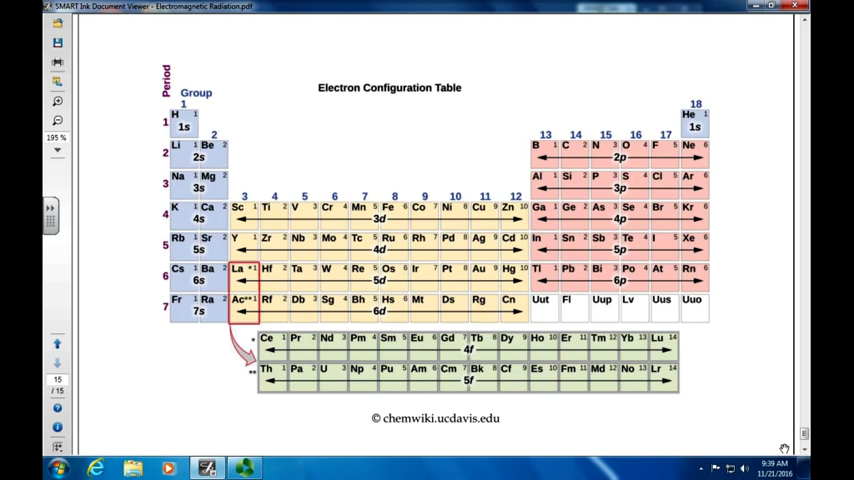 SMART Ink Document Viewer - Electromagnetic Radiation.pdf
Electron Configuration Table
Period
Group
1 18
H 1 He 1
1 1s 1s
2 13 14 15 16 17
Li 1 Be 2 B 1 C 2 N 3 O 4 F 5 Ne 6
2 2s 2p
Na 1 Mg 2 Al 1 Si 2 P 3 S 4 Cl 5 Ar 6
3 3s 3p
3 4 5 6 7 8 9 10 11 12
K 1 Ca 2 Sc 1 Ti 2 V 3 Cr 4 Mn 5 Fe 6 Co 7 Ni 8 Cu 9 Zn 10 Ga 1 Ge 2 As 3 Se 4 Br 5 Kr 6
4 4s 3d 4p
Rb 1 Sr 2 Y 1 Zr 2 Nb 3 Mo 4 Tc 5 Ru 6 Rh 7 Pd 8 Ag 9 Cd 10 In 1 Sn 2 Sb 3 Te 4 I 5 Xe 6
5 5s 4d 5p
Cs 1 Ba 2 La * 1 Hf 2 Ta 3 W 4 Re 5 Os 6 Ir 7 Pt 8 Au 9 Hg 10 Tl 1 Pb 2 Bi 3 Po 4 At 5 Rn 6
6 6s 5d 6p
Fr 1 Ra 2 Ac** 1 Rf 2 Db 3 Sg 4 Bh 5 Hs 6 Mt 7 Ds 8 Rg 9 Cn 10 Uut Fl Uup Lv Uus Uuo
7 7s 6d
* Ce 1 Pr 2 Nd 3 Pm 4 Sm 5 Eu 6 Gd 7 Tb 8 Dy 9 Ho 10 Er 11 Tm 12 Yb 13 Lu 14
4f
** Th 1 Pa 2 U 3 Np 4 Pu 5 Am 6 Cm 7 Bk 8 Cf 9 Es 10 Fm 11 Md 12 No 13 Lr 14
5f
© chemwiki.ucdavis.edu
195 %
15
/ 15
9:39 AM
11/21/2016